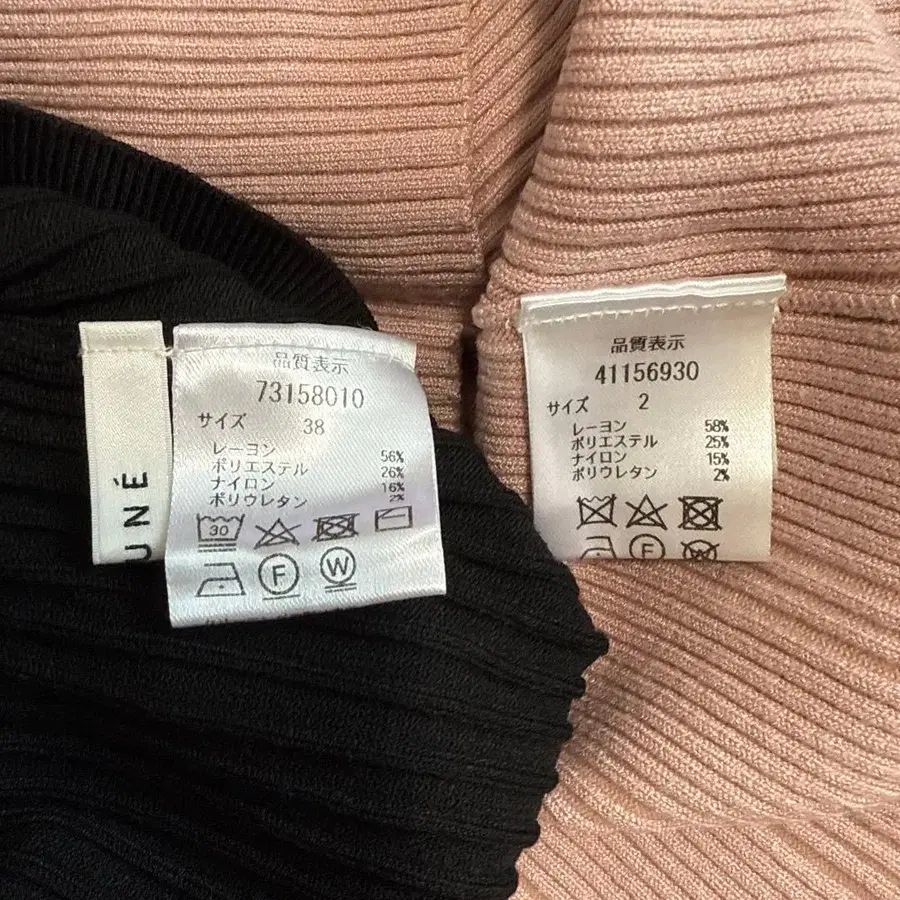 UNÉ
品質表示
73158010
サイズ 38
レーヨン 56%
ポリエステル 26%
ナイロン 16%
ポリウレタン 2%
30
F W
品質表示
41156930
サイズ 2
レーヨン 58%
ポリエステル 25%
ナイロン 15%
ポリウレタン 2%
F W